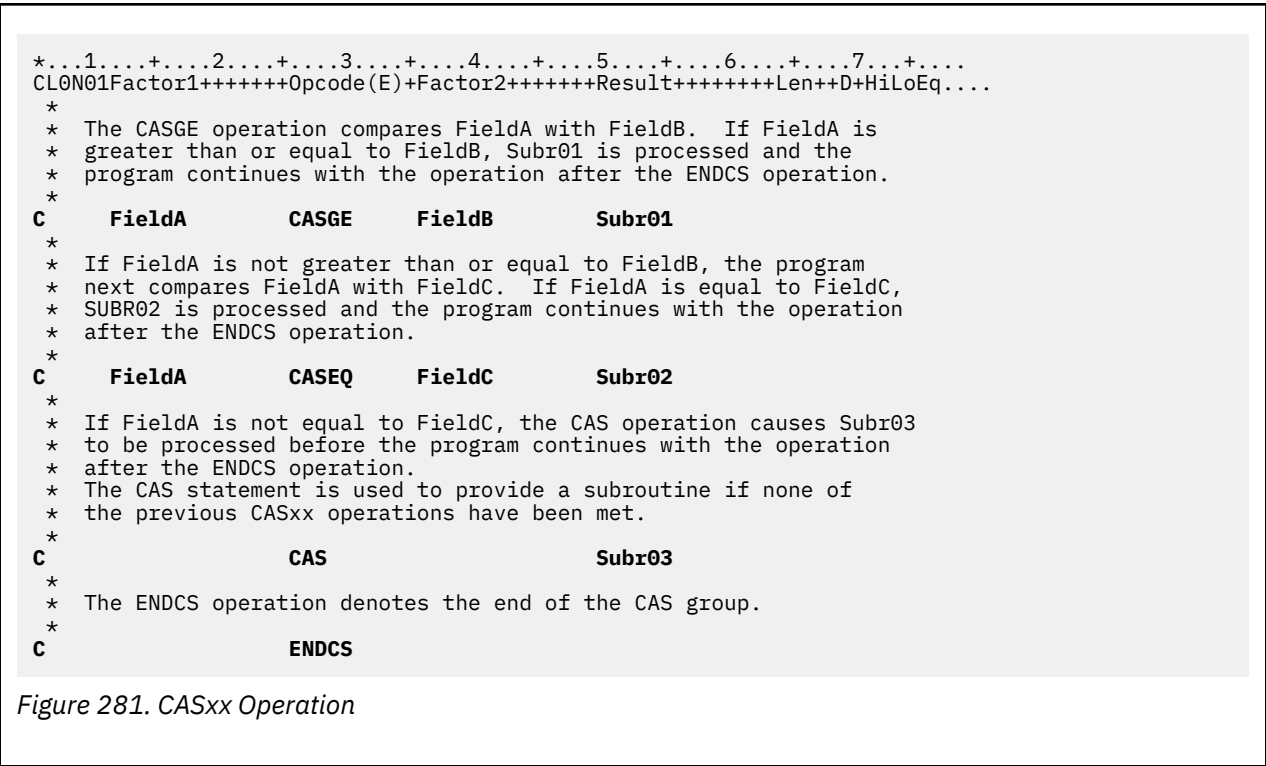 *...1....+....2....+....3....+....4....+....5....+....6....+....7...+....
CL0N01Factor1+++++++Opcode(E)+Factor2+++++++Result++++++++Len++D+HiLoEq....
 *
 *  The CASGE operation compares FieldA with FieldB.  If FieldA is
 *  greater than or equal to FieldB, Subr01 is processed and the
 *  program continues with the operation after the ENDCS operation.
 *
C     FieldA        CASGE     FieldB        Subr01
 *
 *  If FieldA is not greater than or equal to FieldB, the program
 *  next compares FieldA with FieldC.  If FieldA is equal to FieldC,
 *  SUBR02 is processed and the program continues with the operation
 *  after the ENDCS operation.
 *
C     FieldA        CASEQ     FieldC        Subr02
 *
 *  If FieldA is not equal to FieldC, the CAS operation causes Subr03
 *  to be processed before the program continues with the operation
 *  after the ENDCS operation.
 *  The CAS statement is used to provide a subroutine if none of
 *  the previous CASxx operations have been met.
 *
C                   CAS                     Subr03
 *
 *  The ENDCS operation denotes the end of the CAS group.
 *
C                   ENDCS
Figure 281. CASxx Operation